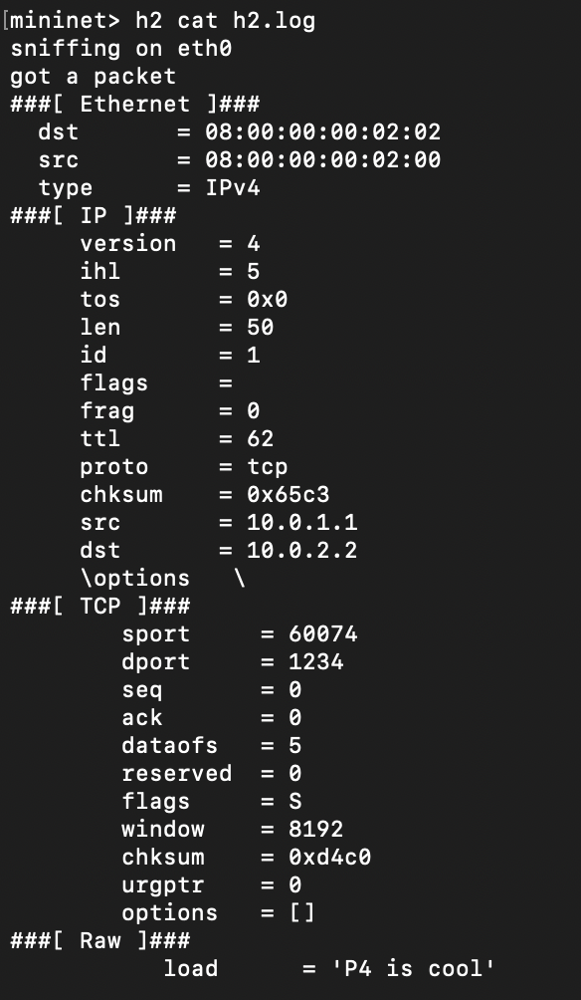 [mininet> h2 cat h2.log
sniffing on eth0
got a packet
###[ Ethernet ]###
  dst       = 08:00:00:00:02:02
  src       = 08:00:00:00:02:00
  type      = IPv4
###[ IP ]###
     version   = 4
     ihl       = 5
     tos       = 0x0
     len       = 50
     id        = 1
     flags     =
     frag      = 0
     ttl       = 62
     proto     = tcp
     chksum    = 0x65c3
     src       = 10.0.1.1
     dst       = 10.0.2.2
     \options   \
###[ TCP ]###
        sport     = 60074
        dport     = 1234
        seq       = 0
        ack       = 0
        dataofs   = 5
        reserved  = 0
        flags     = S
        window    = 8192
        chksum    = 0xd4c0
        urgptr    = 0
        options   = []
###[ Raw ]###
           load      = 'P4 is cool'